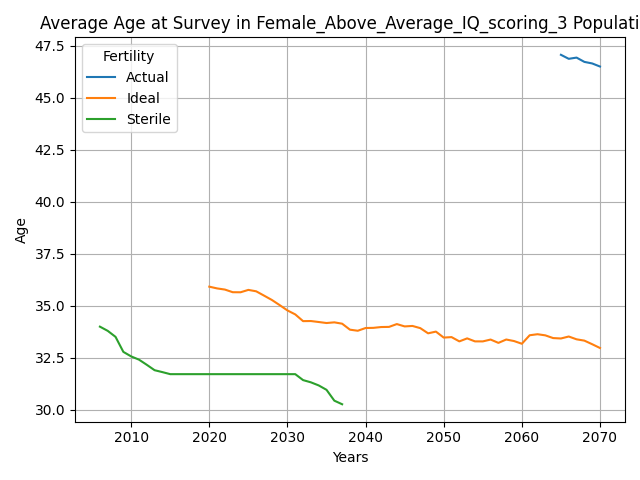 Average Age at Survey in Female_Above_Average_IQ_scoring_3 Populati
Fertility
Actual
Ideal
Sterile
47.5
45.0
42.5
40.0
37.5
35.0
32.5
30.0
Age
2010 2020 2030 2040 2050 2060 2070
Years